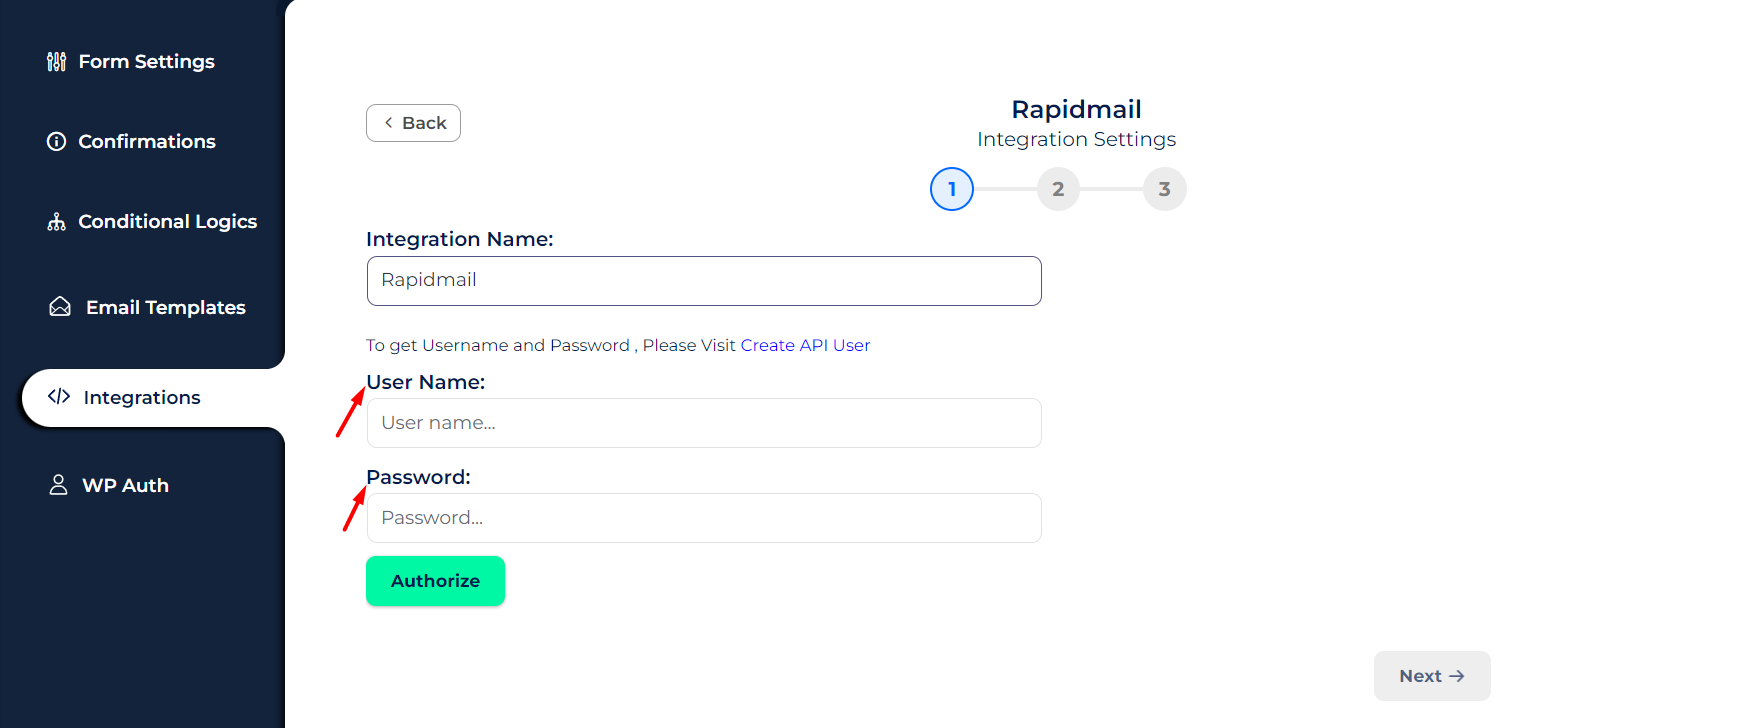 Form Settings
Confirmations
Conditional Logics
Email Templates
Integrations
WP Auth
Back
Rapidmail
Integration Settings
1 2 3
Integration Name:
Rapidmail
To get Username and Password , Please Visit Create API User
User Name:
User name...
Password:
Password...
Authorize
Next →